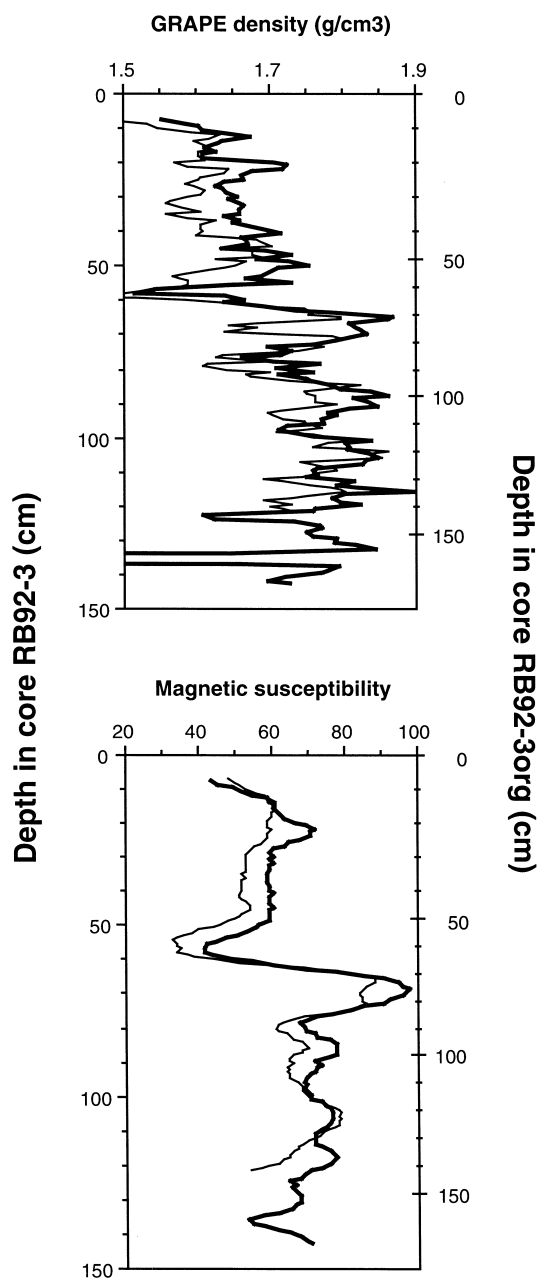 GRAPE density (g/cm3)
1.5 1.7 1.9
0 0
50 50
100
100
150
150
Magnetic susceptibility
20 40 60 80 100
0 0
50 50
100
100
150
150
Depth in core RB92-3 (cm)
Depth in core RB92-3org (cm)